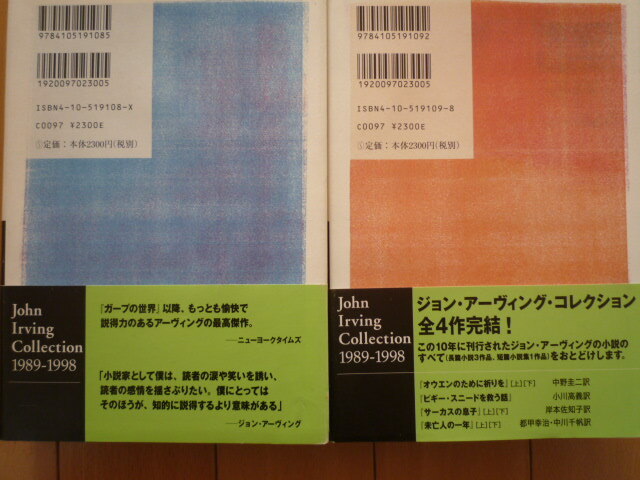 9784105191085
1920097023005
ISBN4-10-519108-X
C0097 ¥2300E
⑤定価：本体2300円(税別)
John
Irving
Collection
1989-1998
『ガープの世界』以降、もっとも愉快で
説得力のあるアーヴィングの最高傑作。
──ニューヨークタイムズ
「小説家として僕は、読者の涙や笑いを誘い、
読者の感情を揺さぶりたい。僕にとっては
そのほうが、知的に説得するより意味がある」
──ジョン・アーヴィング
9784105191092
1920097023005
ISBN4-10-519109-8
C0097 ¥2300E
⑤定価：本体2300円(税別)
John
Irving
Collection
1989-1998
ジョン・アーヴィング・コレクション
全4作完結！
この10年に刊行されたジョン・アーヴィングの小説の
すべて(長篇小説3作品、短篇小説集1作品)をおとどけします。
『オウエンのために祈りを』[上][下] 中野圭二訳
『ピギー・スニードを救う話』 小川高義訳
『サーカスの息子』[上][下] 岸本佐知子訳
『未亡人の一年』[上][下] 都甲幸治・中川千帆訳